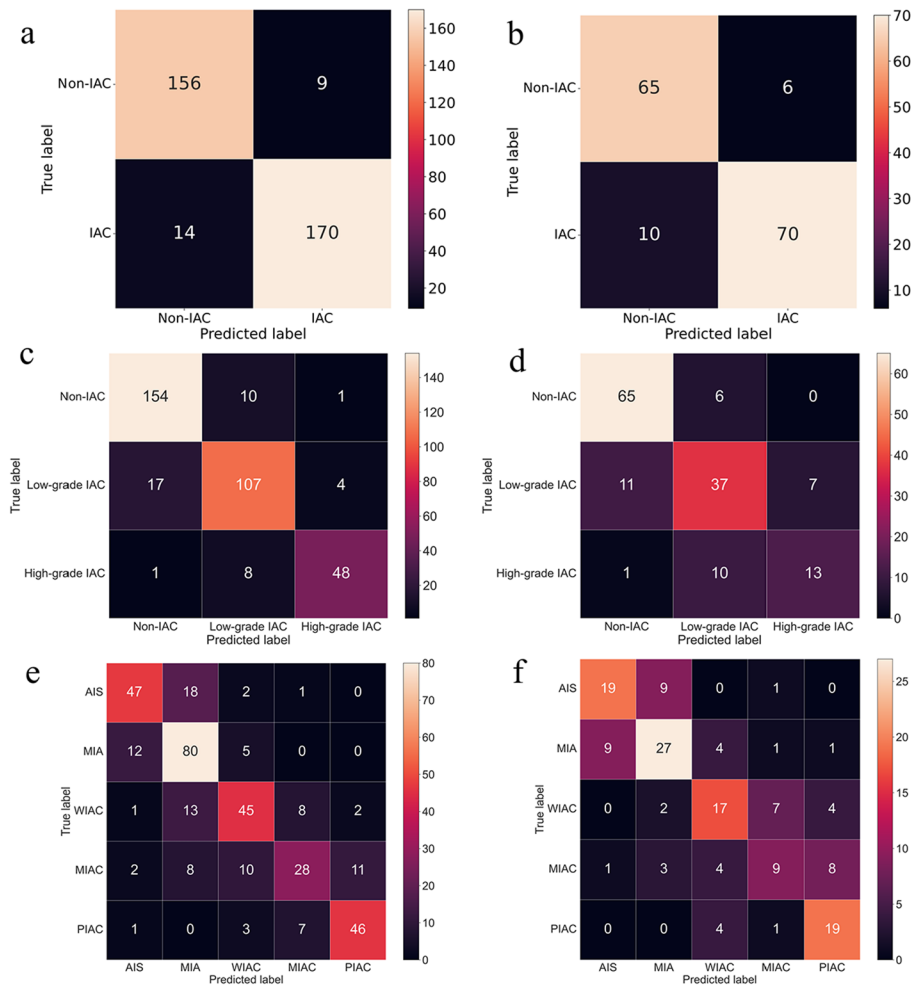 a
Non-IAC
156
9
IAC
14
170
Non-IAC
IAC
Predicted label
True label
160
140
120
100
80
60
40
20
b
Non-IAC
65
6
IAC
10
70
Non-IAC
IAC
Predicted label
True label
70
60
50
40
30
20
10
c
Non-IAC
154
10
1
Low-grade IAC
17
107
4
High-grade IAC
1
8
48
Non-IAC
Low-grade IAC
High-grade IAC
Predicted label
True label
140
120
100
80
60
40
20
d
Non-IAC
65
6
0
Low-grade IAC
11
37
7
High-grade IAC
1
10
13
Non-IAC
Low-grade IAC
High-grade IAC
Predicted label
True label
60
50
40
30
20
10
0
e
AIS
47
18
2
1
0
MIA
12
80
5
0
0
WIAC
1
13
45
8
2
MIAC
2
8
10
28
11
PIAC
1
0
3
7
46
AIS
MIA
WIAC
MIAC
PIAC
Predicted label
True label
80
70
60
50
40
30
20
10
0
f
AIS
19
9
0
1
0
MIA
9
27
4
1
1
WIAC
0
2
17
7
4
MIAC
1
3
4
9
8
PIAC
0
0
4
1
19
AIS
MIA
WIAC
MIAC
PIAC
Predicted label
True label
25
20
15
10
5
0